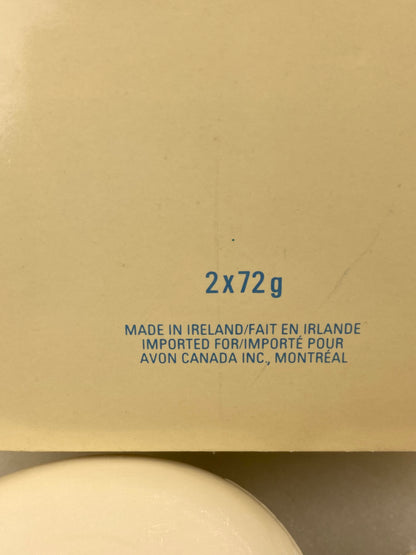 2x72g
MADE IN IRELAND/FAIT EN IRLANDE
IMPORTED FOR/IMPORTÉ POUR
AVON CANADA INC., MONTRÉAL